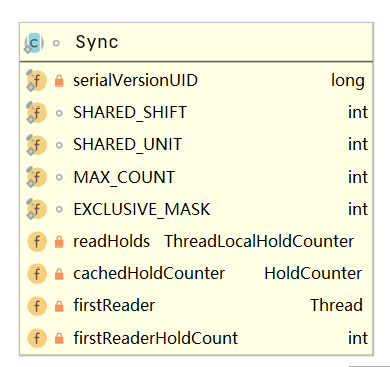 Sync
serialVersionUID long
SHARED_SHIFT int
SHARED_UNIT int
MAX_COUNT int
EXCLUSIVE_MASK int
readHolds ThreadLocalHoldCounter
cachedHoldCounter HoldCounter
firstReader Thread
firstReaderHoldCount int